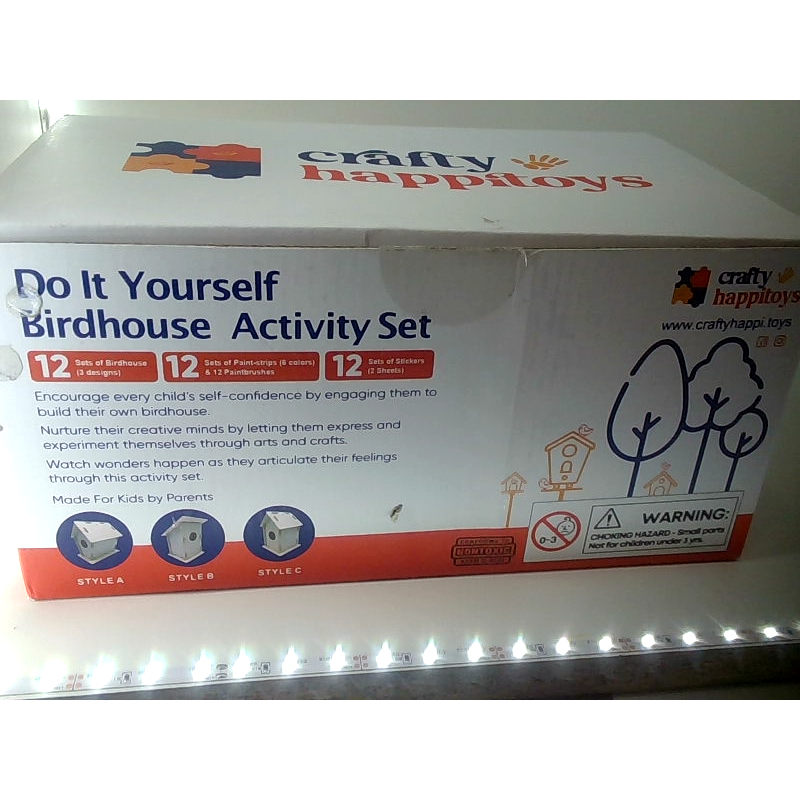 crafty
happitoys
Do It Yourself
Birdhouse Activity Set
crafty
happitoys
www.craftyhappi.toys
12 Sets of Birdhouse
(3 designs)
12 Sets of Paint-strips (6 colors)
& 12 Paintbrushes
12 Sets of Stickers
(2 Sheets)
Encourage every child's self-confidence by engaging them to
build their own birdhouse.
Nurture their creative minds by letting them express and
experiment themselves through arts and crafts.
Watch wonders happen as they articulate their feelings
through this activity set.
Made For Kids by Parents
STYLE A
STYLE B
STYLE C
CONFORMS TO
NONTOXIC
0-3
WARNING:
CHOKING HAZARD - Small parts
Not for children under 3 yrs.